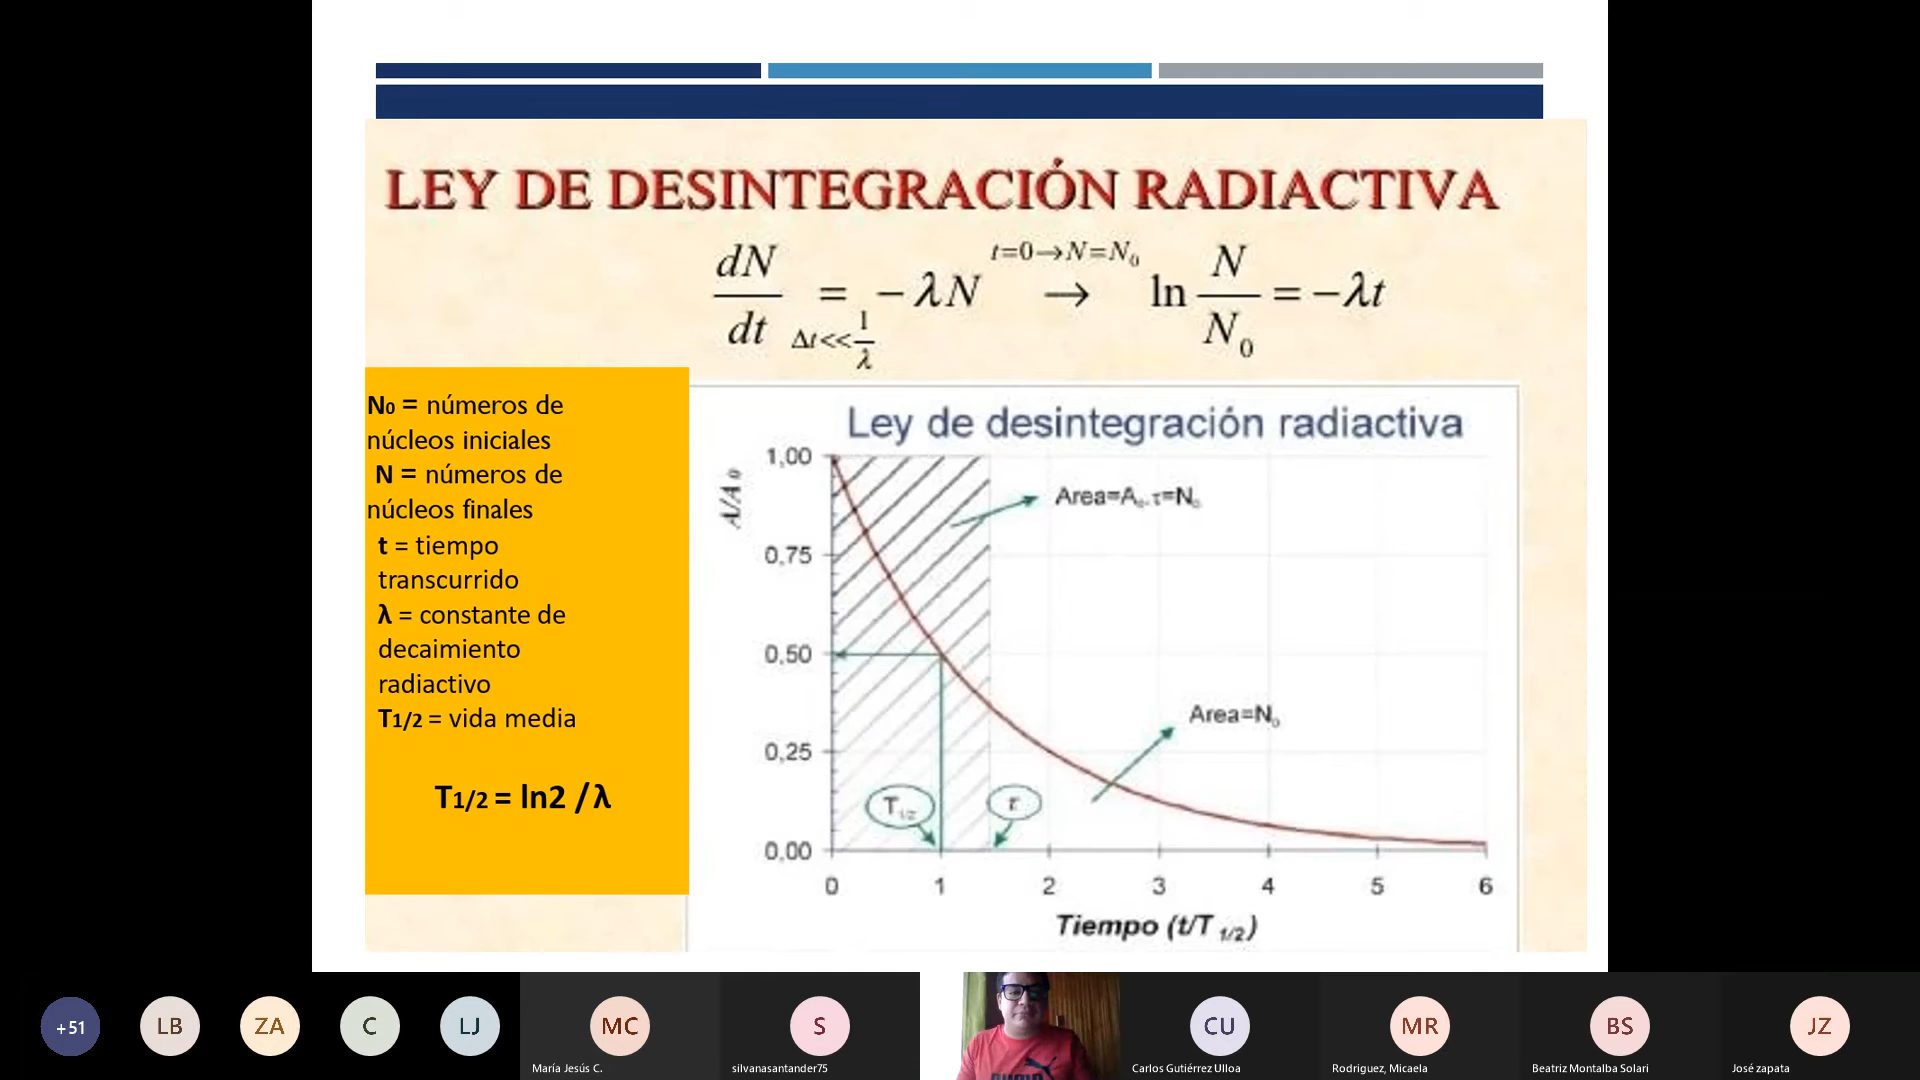 LEY DE DESINTEGRACIÓN RADIACTIVA
dN/dt = -λN t=0→N=N₀ → ln N/N₀ = -λt
Δt<<1/λ
N₀ = números de
núcleos iniciales
N = números de
núcleos finales
t = tiempo
transcurrido
λ = constante de
decaimiento
radiactivo
T1/2 = vida media
T1/2 = ln2 /λ
Ley de desintegración radiactiva
A/A₀
1,00
0,75
0,50
0,25
0,00
Area=A₀.τ=N₀
Area=N₀
T1/2
τ
0 1 2 3 4 5 6
Tiempo (t/T 1/2)
+51
LB
ZA
C
LJ
MC
María Jesús C.
S
silvanasantander75
CU
Carlos Gutiérrez Ulloa
MR
Rodriguez, Micaela
BS
Beatriz Montalba Solari
JZ
José zapata